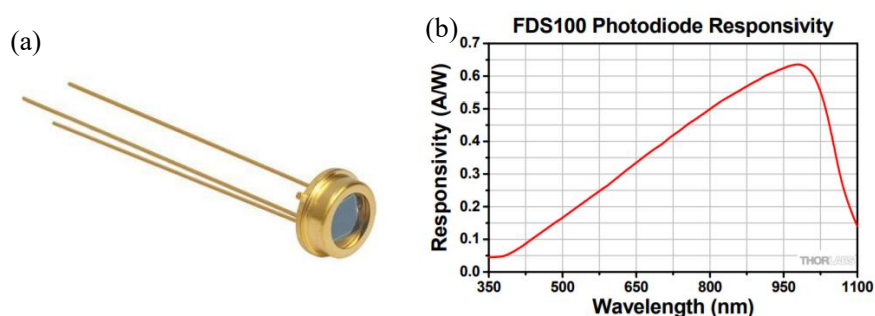 (a)
(b)
FDS100 Photodiode Responsivity
Responsivity (A/W)
0.7
0.6
0.5
0.4
0.3
0.2
0.1
0.0
THORLABS
350 500 650 800 950 1100
Wavelength (nm)